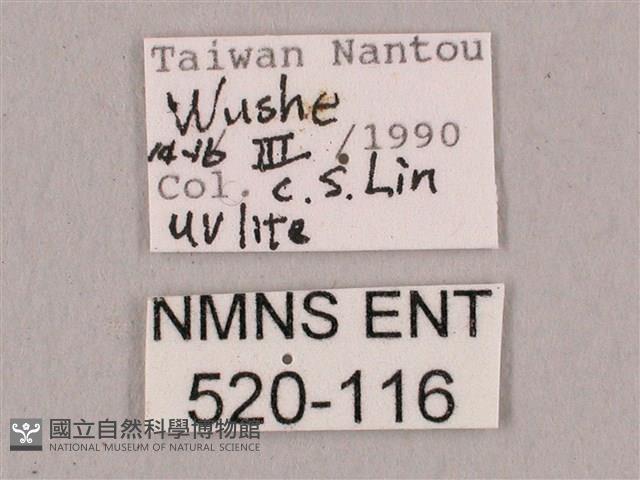 Taiwan Nantou
Wushe
14-16 III /1990
Col. C. S. Lin
UV lite
NMNS ENT
520-116
國立自然科學博物館
NATIONAL MUSEUM OF NATURAL SCIENCE